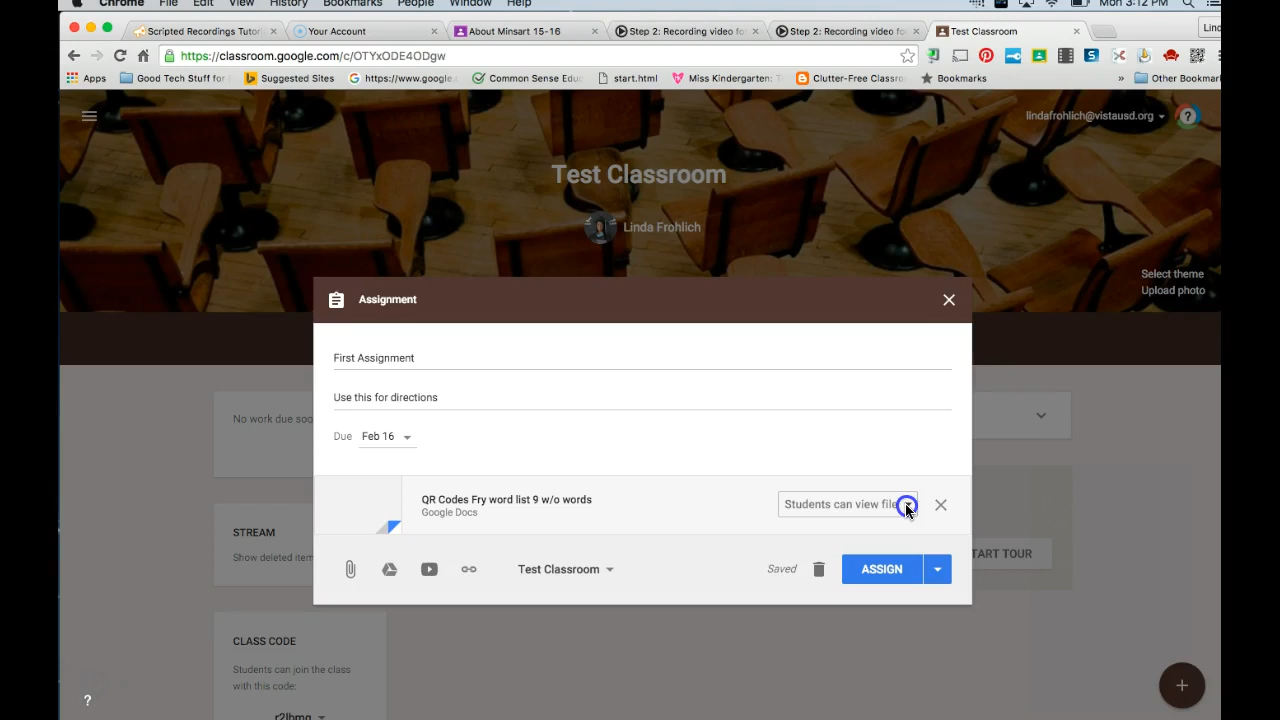 Chrome File Edit View History Bookmarks People Window Help Mon 3:12 PM
Scripted Recordings Tutor
Your Account
About Minsart 15-16
Step 2: Recording video fo
Step 2: Recording video fo
Test Classroom
Lind
https://classroom.google.com/c/OTYxODE4ODgw
Apps
Good Tech Stuff for
Suggested Sites
https://www.google.
Common Sense Edu
start.html
Miss Kindergarten:
Clutter-Free Classro
Bookmarks
»
Other Bookmar
lindafrohlich@vistausd.org
?
Test Classroom
Linda Frohlich
Select theme
Upload photo
Assignment
First Assignment
Use this for directions
Due Feb 16
No work due soo
QR Codes Fry word list 9 w/o words
Google Docs
Students can view file
STREAM
Show deleted item
TART TOUR
Test Classroom
Saved
ASSIGN
CLASS CODE
Students can join the class
with this code:
r2lbmq
?